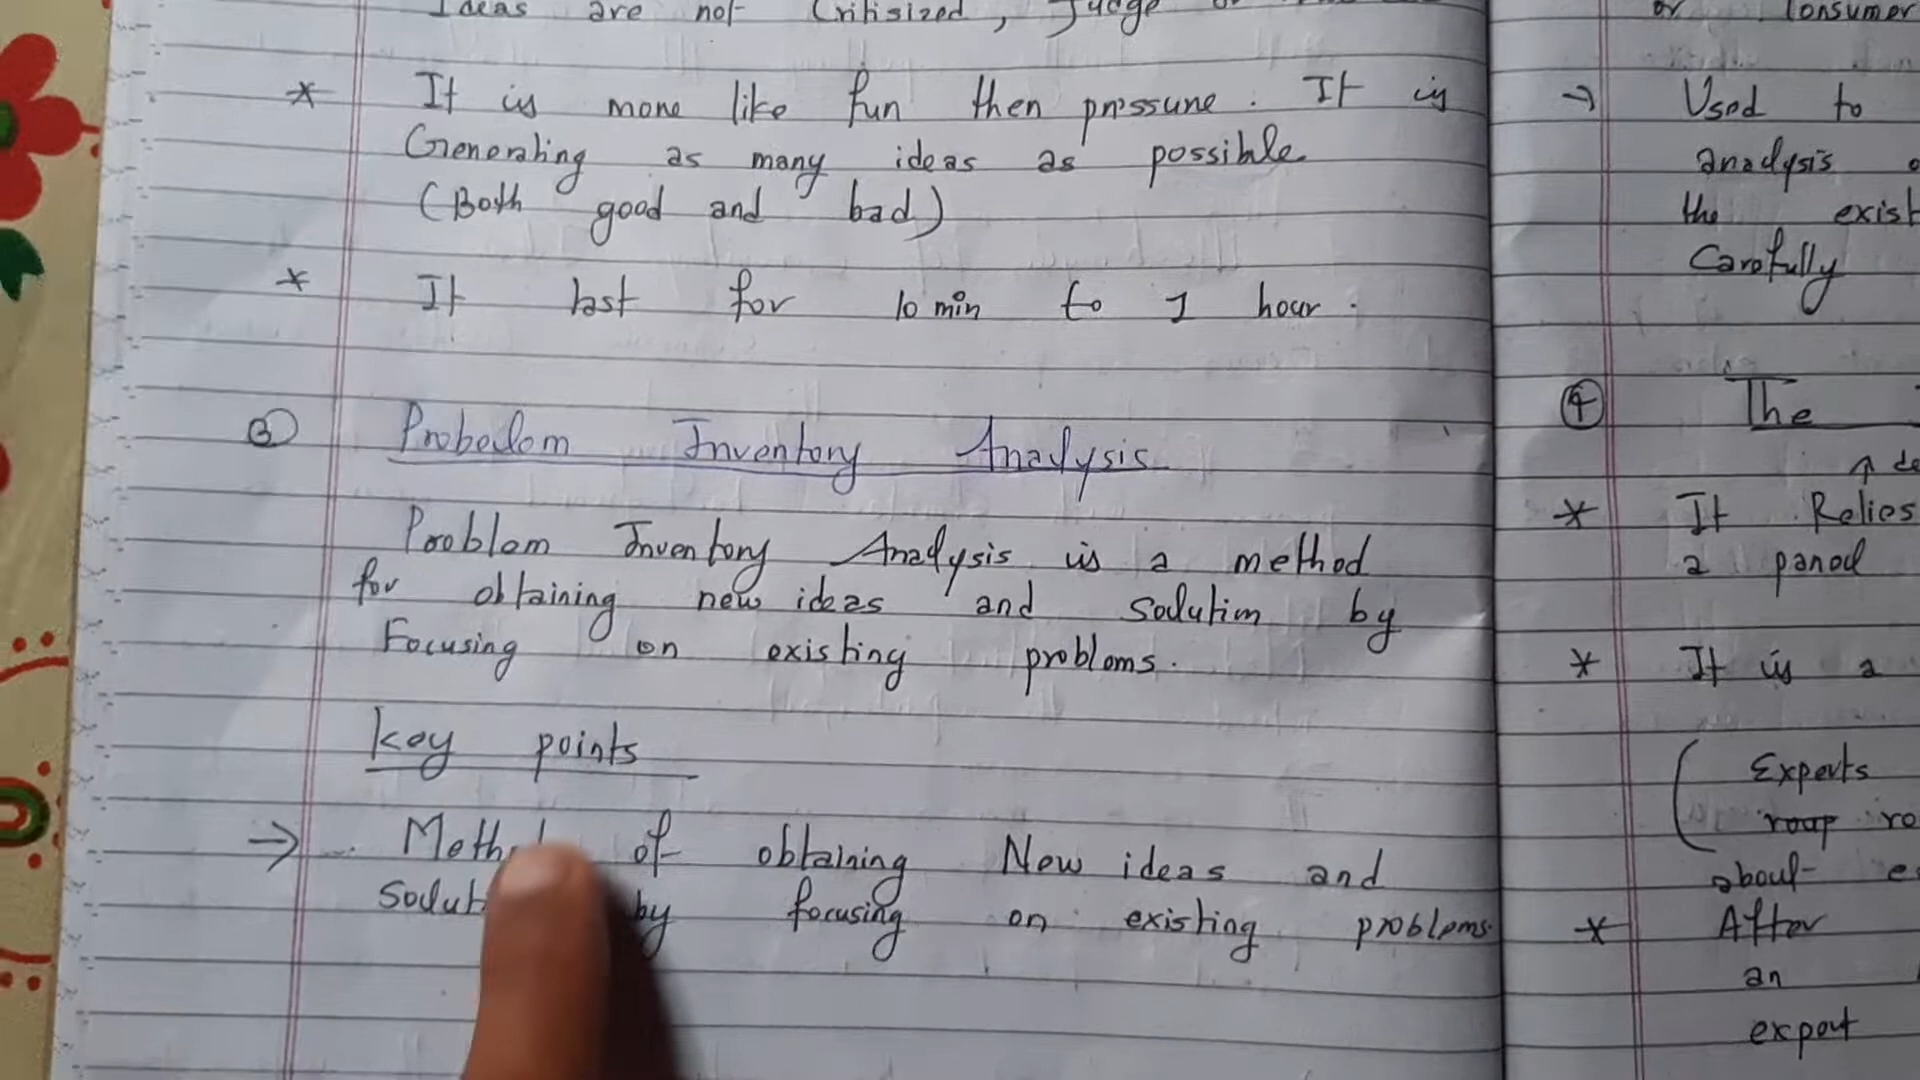 Ideas are not Critisized, Judge
* It is more like fun then pressure. It is
Generating as many ideas as possible.
(Both good and bad)
* It last for 10 min to 1 hour.
③ Probedom Inventory Analysis
Problem Inventory Analysis is a method
for obtaining new ideas and solution by
Focusing on existing problems.
key points
→ Meth of obtaining New ideas and
Solut by focusing on existing problems
or Consumer
→ Used to
analysis
the exist
Carefully
④ The
* It Relies
a panel
* It is a
(Experts
about
* After
an
expert